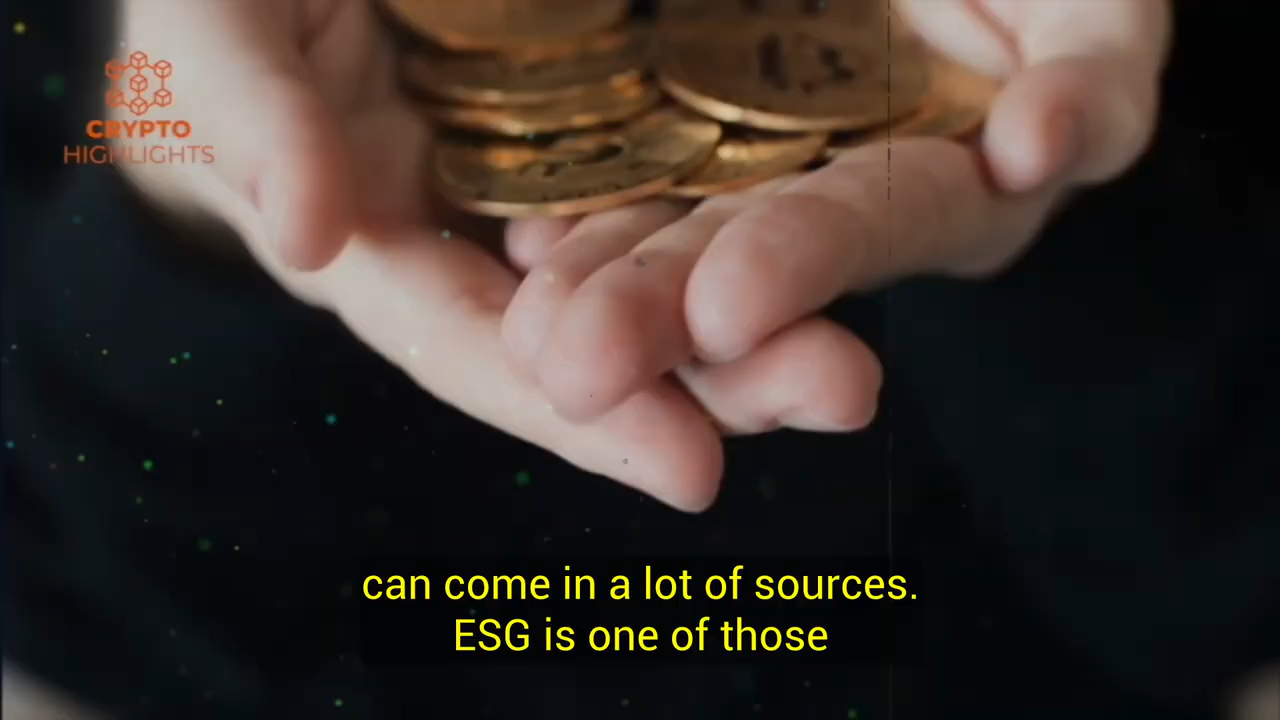 CRYPTO
HIGHLIGHTS
can come in a lot of sources.
ESG is one of those